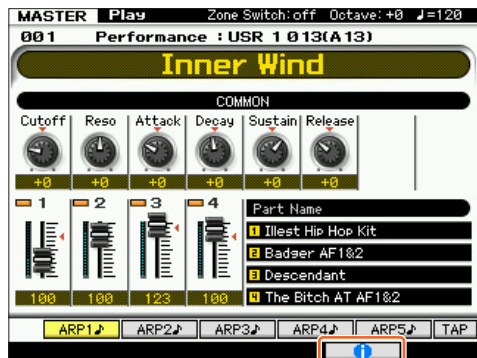 MASTER Play Zone Switch:off Octave:+0 ♩=120
001 Performance :USR 1 013(A13)
Inner Wind
COMMON
Cutoff Reso Attack Decay Sustain Release
+0 +0 +0 +0 +0 +0
1 2 3 4
Part Name
1 Illest Hip Hop Kit
2 Badser AF1&2
3 Descendant
4 The Bitch AT AF1&2
100 100 123 100
ARP1♪ ARP2♪ ARP3♪ ARP4♪ ARP5♪ TAP
i